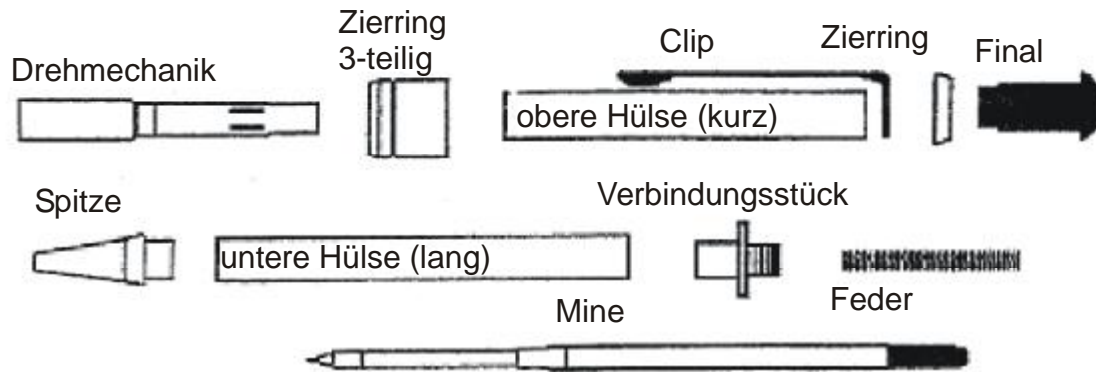 Drehmechanik
Zierring
3-teilig
Clip
Zierring
Final
obere Hülse (kurz)
Spitze
untere Hülse (lang)
Verbindungsstück
Feder
Mine